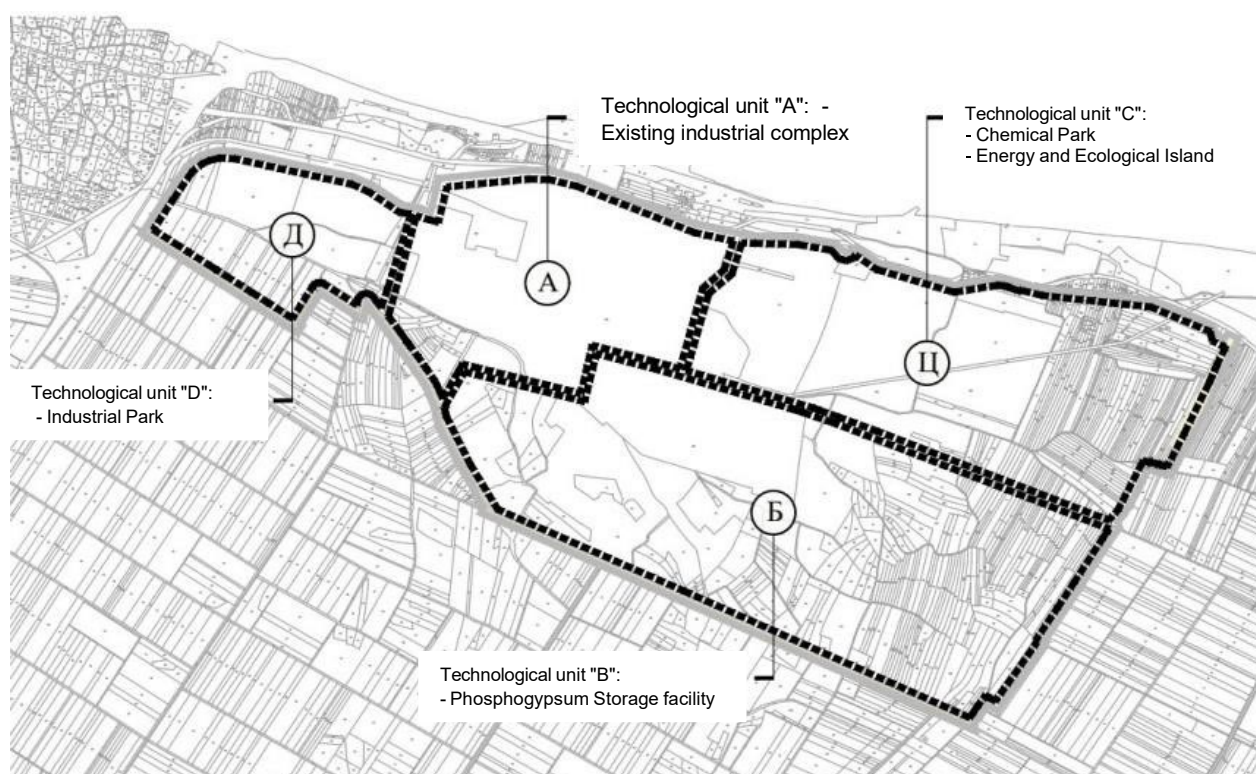 Technological unit "A": -
Existing industrial complex
Technological unit "C":
- Chemical Park
- Energy and Ecological Island
Д
А
Ц
Technological unit "D":
- Industrial Park
Б
Technological unit "B":
- Phosphogypsum Storage facility